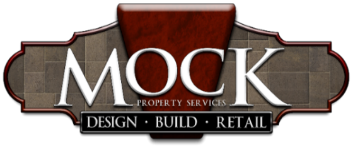 MOCK
PROPERTY SERVICES
DESIGN · BUILD · RETAIL